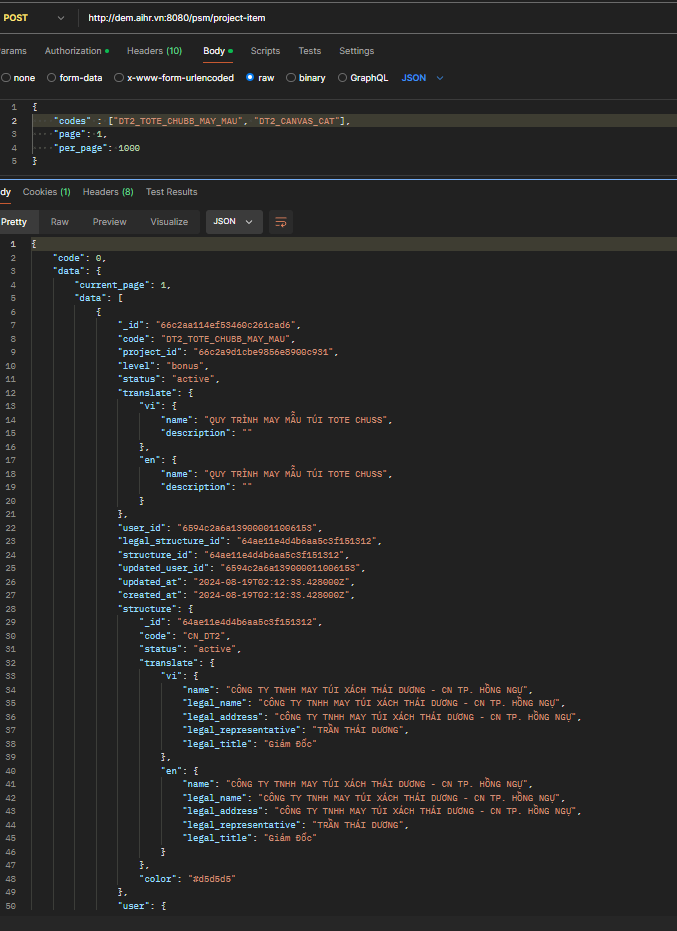 POST http://dem.aihr.vn:8080/psm/project-item
arams Authorization Headers (10) Body Scripts Tests Settings
none form-data x-www-form-urlencoded raw binary GraphQL JSON
1 {
2 "codes" : ["DT2_TOTE_CHUBB_MAY_MAU", "DT2_CANVAS_CAT"],
3 "page": 1,
4 "per_page": 1000
5 }
dy Cookies (1) Headers (8) Test Results
Pretty Raw Preview Visualize JSON
1 {
2 "code": 0,
3 "data": {
4 "current_page": 1,
5 "data": [
6 {
7 "_id": "66c2aa114ef53460c261cad6",
8 "code": "DT2_TOTE_CHUBB_MAY_MAU",
9 "project_id": "66c2a9d1cbe9856e8900c931",
10 "level": "bonus",
11 "status": "active",
12 "translate": {
13 "vi": {
14 "name": "QUY TRÌNH MAY MẪU TÚI TOTE CHUSS",
15 "description": ""
16 },
17 "en": {
18 "name": "QUY TRÌNH MAY MẪU TÚI TOTE CHUSS",
19 "description": ""
20 }
21 },
22 "user_id": "6594c2a6a139000011006153",
23 "legal_structure_id": "64ae11e4d4b6aa5c3f151312",
24 "structure_id": "64ae11e4d4b6aa5c3f151312",
25 "updated_user_id": "6594c2a6a139000011006153",
26 "updated_at": "2024-08-19T02:12:33.428000Z",
27 "created_at": "2024-08-19T02:12:33.428000Z",
28 "structure": {
29 "_id": "64ae11e4d4b6aa5c3f151312",
30 "code": "CN_DT2",
31 "status": "active",
32 "translate": {
33 "vi": {
34 "name": "CÔNG TY TNHH MAY TÚI XÁCH THÁI DƯƠNG - CN TP. HỒNG NGỰ",
35 "legal_name": "CÔNG TY TNHH MAY TÚI XÁCH THÁI DƯƠNG - CN TP. HỒNG NGỰ",
36 "legal_address": "CÔNG TY TNHH MAY TÚI XÁCH THÁI DƯƠNG - CN TP. HỒNG NGỰ",
37 "legal_representative": "TRẦN THÁI DƯƠNG",
38 "legal_title": "Giám Đốc"
39 },
40 "en": {
41 "name": "CÔNG TY TNHH MAY TÚI XÁCH THÁI DƯƠNG - CN TP. HỒNG NGỰ",
42 "legal_name": "CÔNG TY TNHH MAY TÚI XÁCH THÁI DƯƠNG - CN TP. HỒNG NGỰ",
43 "legal_address": "CÔNG TY TNHH MAY TÚI XÁCH THÁI DƯƠNG - CN TP. HỒNG NGỰ",
44 "legal_representative": "TRẦN THÁI DƯƠNG",
45 "legal_title": "Giám Đốc"
46 }
47 },
48 "color": "#d5d5d5"
49 },
50 "user": {